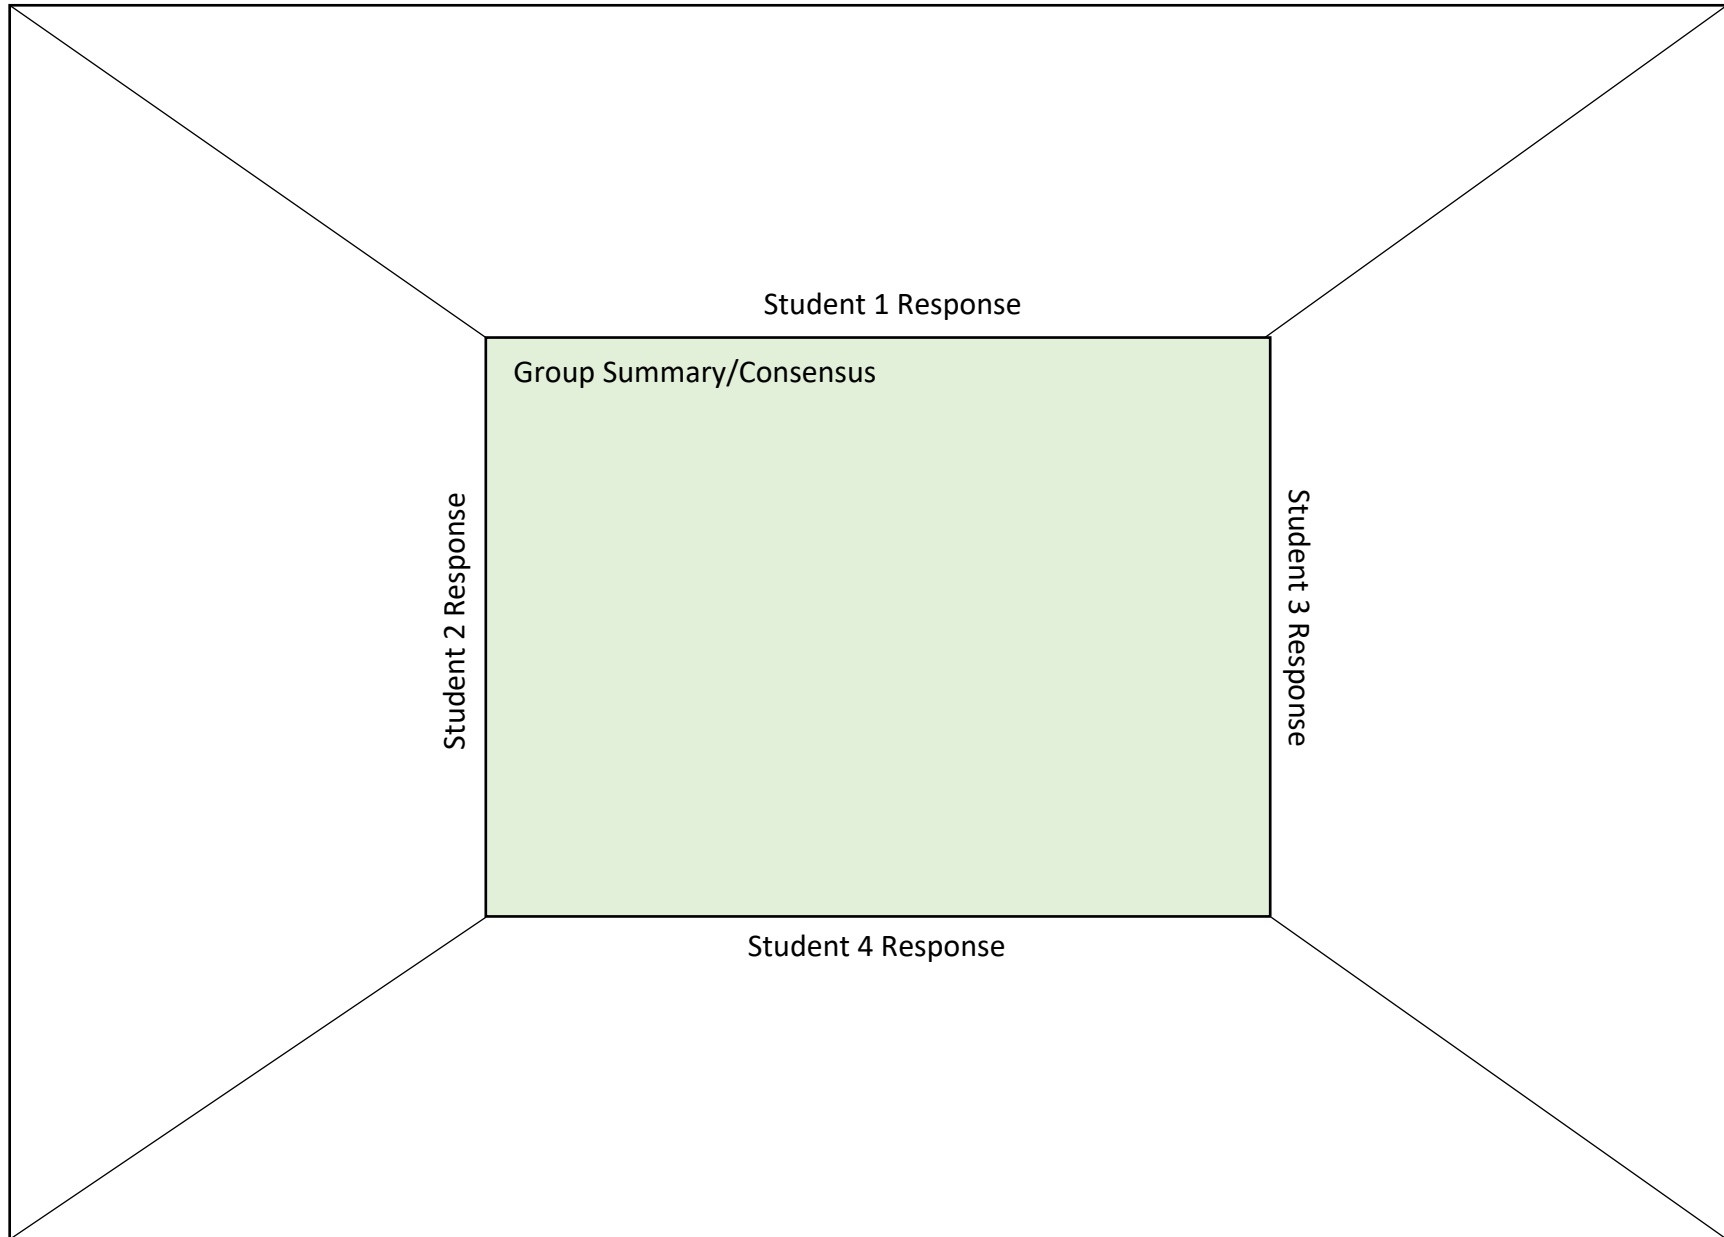 Student 1 Response
Group Summary/Consensus
Student 2 Response
Student 3 Response
Student 4 Response